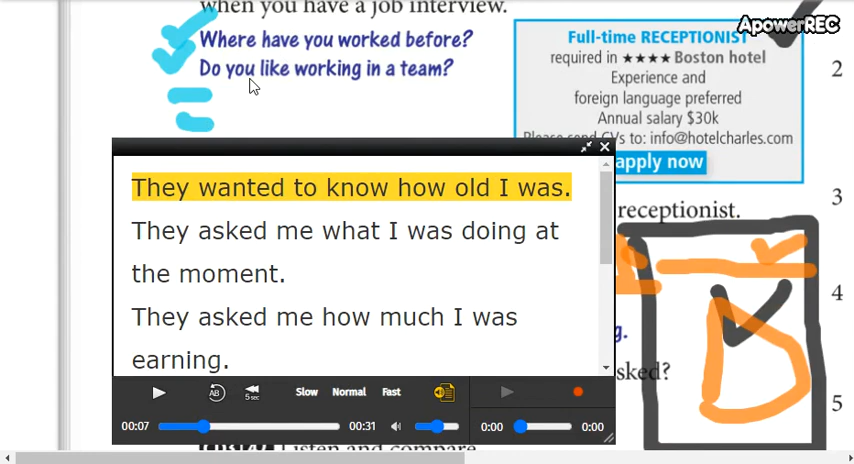 when you have a job interview.
Where have you worked before?
Do you like working in a team?
ApowerREC
Full-time RECEPTIONIST
required in ★★★★ Boston hotel
Experience and
foreign language preferred
Annual salary $30k
Please send CVs to: info@hotelcharles.com
apply now
2
They wanted to know how old I was.
They asked me what I was doing at
the moment.
They asked me how much I was
earning.
receptionist.
3
4
g.
sked?
5
AB
5 sec
Slow Normal Fast
00:07 00:31 0:00 0:00
Listen and compare.